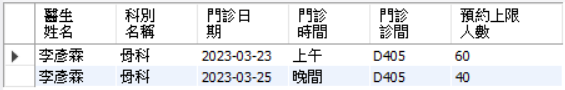 醫生姓名 科別名稱 門診日期 門診時間 門診診間 預約上限人數
李彥霖 骨科 2023-03-23 上午 D405 60
李彥霖 骨科 2023-03-25 晚間 D405 40